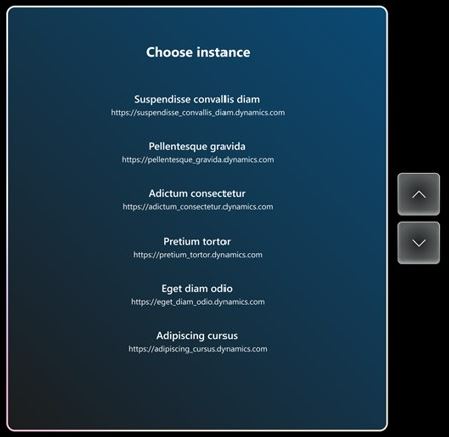 Choose instance
Suspendisse convallis diam
https://suspendisse_convallis_diam.dynamics.com
Pellentesque gravida
https://pellentesque_gravida.dynamics.com
Adictum consectetur
https://adictum_consectetur.dynamics.com
Pretium tortor
https://pretium_tortor.dynamics.com
Eget diam odio
https://eget_diam_odio.dynamics.com
Adipiscing cursus
https://adipiscing_cursus.dynamics.com